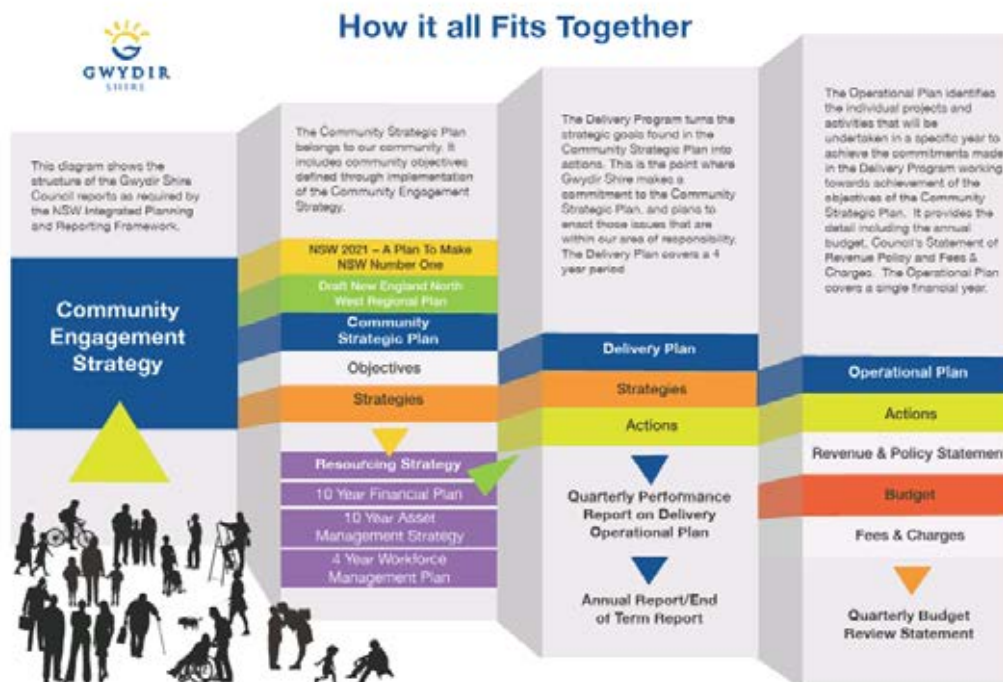 How it all Fits Together
GWYDIR
SHIRE
This diagram shows the
structure of the Gwydir Shire
Council reports as required by
the NSW Integrated Planning
and Reporting Framework.
Community
Engagement
Strategy
The Community Strategic Plan
belongs to our community. It
includes community objectives
defined through implementation
of the Community Engagement
Strategy.
NSW 2021 – A Plan To Make
NSW Number One
Draft New England North
West Regional Plan
Community
Strategic Plan
Objectives
Strategies
Resourcing Strategy
10 Year Financial Plan
10 Year Asset
Management Strategy
4 Year Workforce
Management Plan
The Delivery Program turns the
strategic goals found in the
Community Strategic Plan into
actions. This is the point where
Gwydir Shire makes a
commitment to the Community
Strategic Plan, and plans to
enact those issues that are
within our area of responsibility.
The Delivery Plan covers a 4
year period
Delivery Plan
Strategies
Actions
Quarterly Performance
Report on Delivery
Operational Plan
Annual Report/End
of Term Report
The Operational Plan identifies
the individual projects and
activities that will be
undertaken in a specific year to
achieve the commitments made
in the Delivery Program working
towards achievement of the
objectives of the Community
Strategic Plan. It provides the
detail including the annual
budget, Council's Statement of
Revenue Policy and Fees &
Charges. The Operational Plan
covers a single financial year.
Operational Plan
Actions
Revenue & Policy Statement
Budget
Fees & Charges
Quarterly Budget
Review Statement